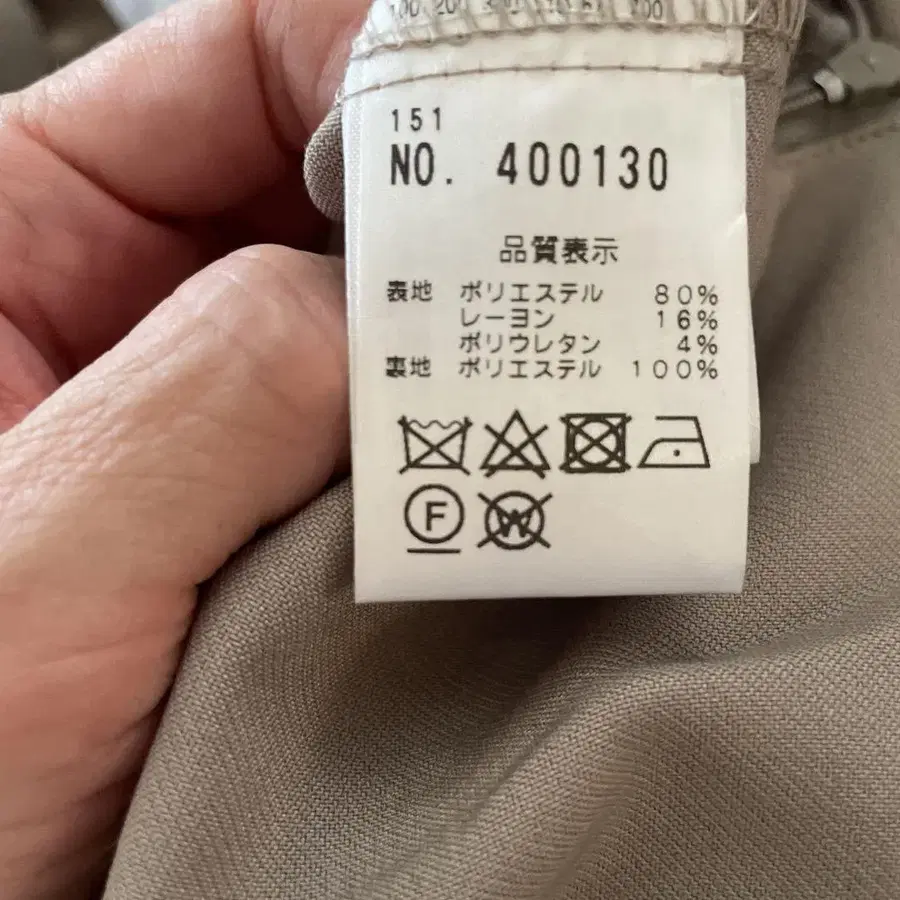 151
NO. 400130
品質表示
表地 ポリエステル 80%
レーヨン 16%
ポリウレタン 4%
裏地 ポリエステル 100%
F
W